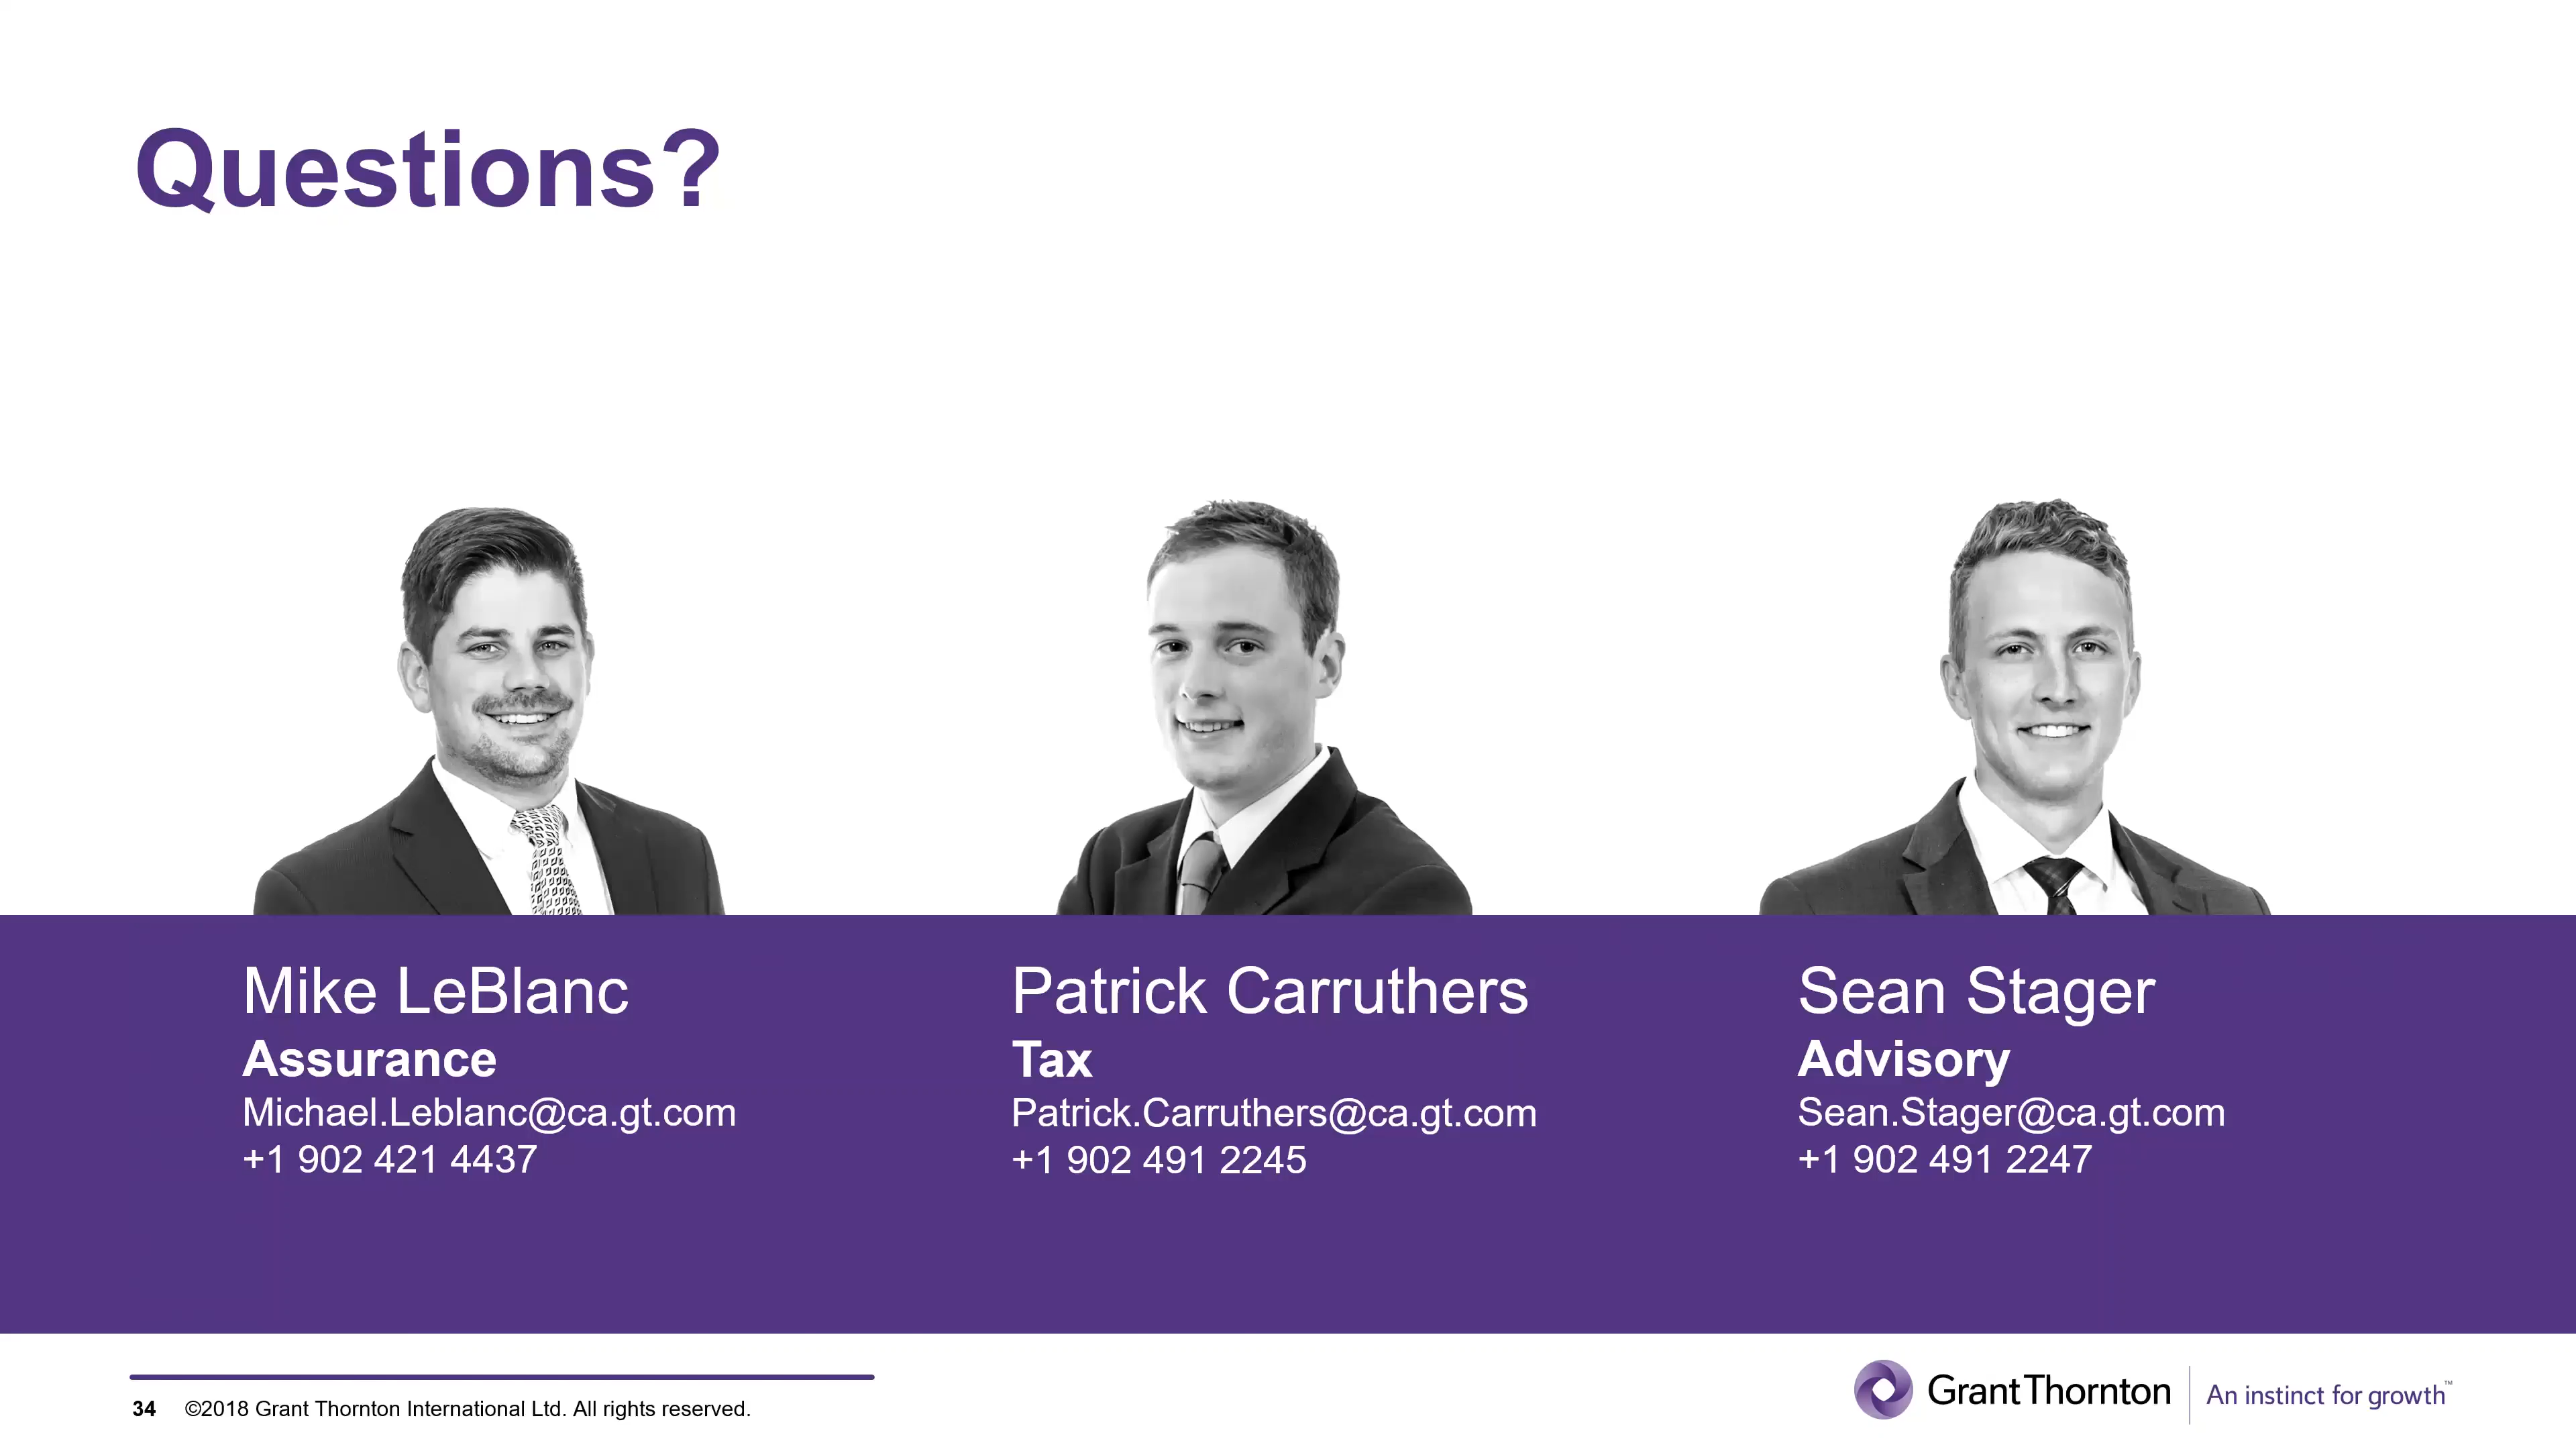 Questions?
Mike LeBlanc
Assurance
Michael.Leblanc@ca.gt.com
+1 902 421 4437
Patrick Carruthers
Tax
Patrick.Carruthers@ca.gt.com
+1 902 491 2245
Sean Stager
Advisory
Sean.Stager@ca.gt.com
+1 902 491 2247
34 ©2018 Grant Thornton International Ltd. All rights reserved.
Grant Thornton An instinct for growth™